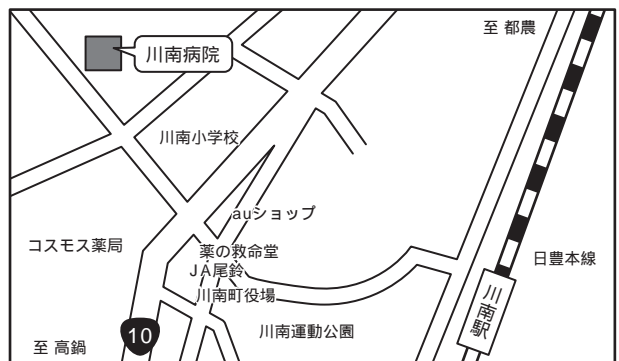 至 都農
川南病院
川南小学校
auショップ
コスモス薬局
薬の救命堂
日豊本線
JA尾鈴
川南町役場
川南駅
10
川南運動公園
至 高鍋